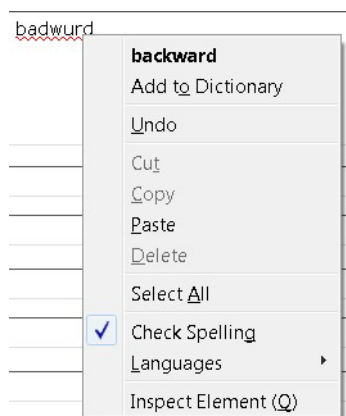 badwurd
backward
Add to Dictionary
Undo
Cut
Copy
Paste
Delete
Select All
Check Spelling
Languages
Inspect Element (Q)